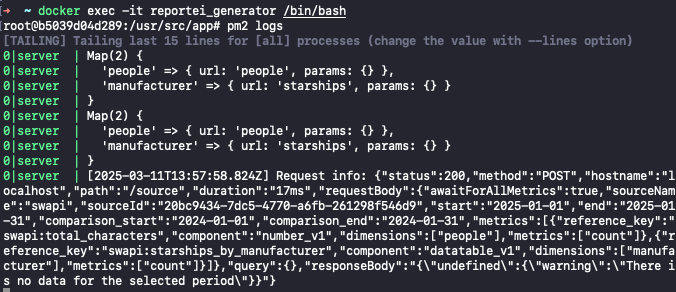 → ~ docker exec -it reportei_generator /bin/bash
root@b5039d04d289:/usr/src/app# pm2 logs
[TAILING] Tailing last 15 lines for [all] processes (change the value with --lines option)
0|server | Map(2) {
0|server |   'people' => { url: 'people', params: {} },
0|server |   'manufacturer' => { url: 'starships', params: {} }
0|server | }
0|server | Map(2) {
0|server |   'people' => { url: 'people', params: {} },
0|server |   'manufacturer' => { url: 'starships', params: {} }
0|server | }
0|server | [2025-03-11T13:57:58.824Z] Request info: {"status":200,"method":"POST","hostname":"l
ocalhost","path":"/source","duration":"17ms","requestBody":{"awaitForAllMetrics":true,"sourceNam
e":"swapi","sourceId":"20bc9434-7dc5-4770-a6fb-261298f546d9","start":"2025-01-01","end":"2025-01
-31","comparison_start":"2024-01-01","comparison_end":"2024-01-31","metrics":[{"reference_key":"
swapi:total_characters","component":"number_v1","dimensions":["people"],"metrics":["count"]},{"r
eference_key":"swapi:starships_by_manufacturer","component":"datatable_v1","dimensions":["manufa
cturer"],"metrics":["count"]}]},"query":{},"responseBody":"{\"undefined\":{\"warning\":\"There i
s no data for the selected period\"}}"}